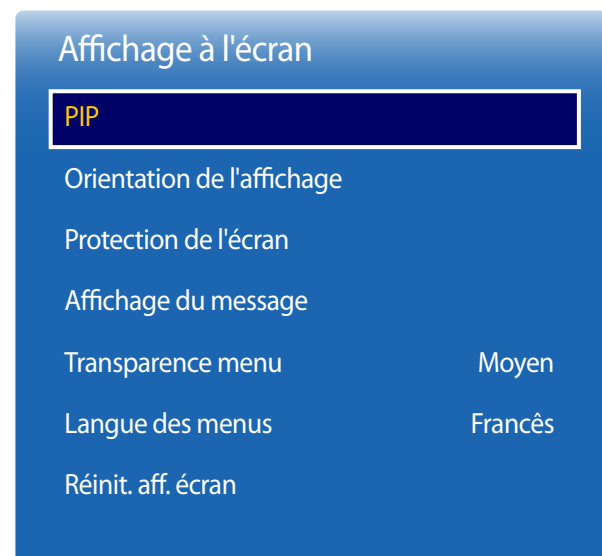 Affichage à l'écran
PIP
Orientation de l'affichage
Protection de l'écran
Affichage du message
Transparence menu Moyen
Langue des menus Francês
Réinit. aff. écran